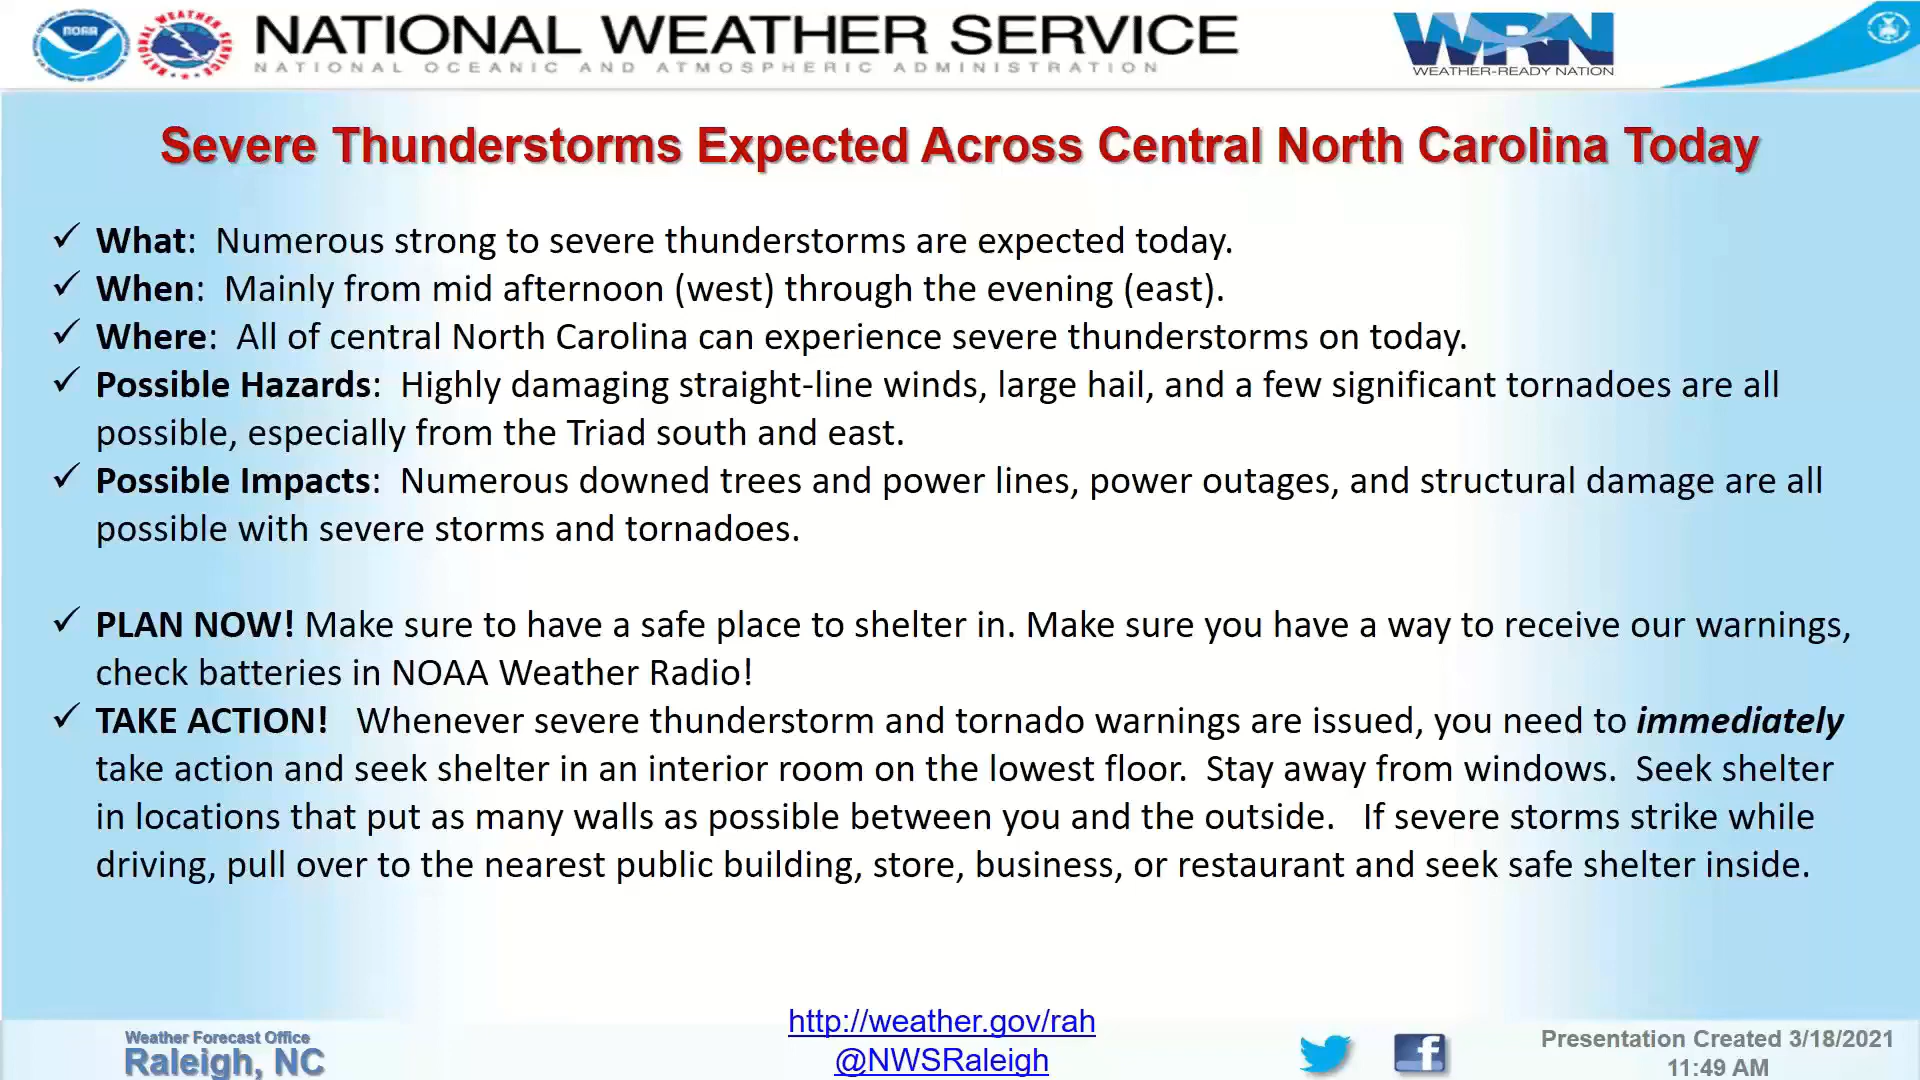 NOAA
NATIONAL WEATHER SERVICE
NATIONAL OCEANIC AND ATMOSPHERIC ADMINISTRATION
WRN
WEATHER-READY NATION
Severe Thunderstorms Expected Across Central North Carolina Today
✓ What:  Numerous strong to severe thunderstorms are expected today.
✓ When:  Mainly from mid afternoon (west) through the evening (east).
✓ Where:  All of central North Carolina can experience severe thunderstorms on today.
✓ Possible Hazards:  Highly damaging straight-line winds, large hail, and a few significant tornadoes are all
possible, especially from the Triad south and east.
✓ Possible Impacts:  Numerous downed trees and power lines, power outages, and structural damage are all
possible with severe storms and tornadoes.
✓ PLAN NOW! Make sure to have a safe place to shelter in. Make sure you have a way to receive our warnings,
check batteries in NOAA Weather Radio!
✓ TAKE ACTION!   Whenever severe thunderstorm and tornado warnings are issued, you need to immediately
take action and seek shelter in an interior room on the lowest floor.  Stay away from windows.  Seek shelter
in locations that put as many walls as possible between you and the outside.   If severe storms strike while
driving, pull over to the nearest public building, store, business, or restaurant and seek safe shelter inside.
Weather Forecast Office
Raleigh, NC
http://weather.gov/rah
@NWSRaleigh
f
Presentation Created 3/18/2021
11:49 AM